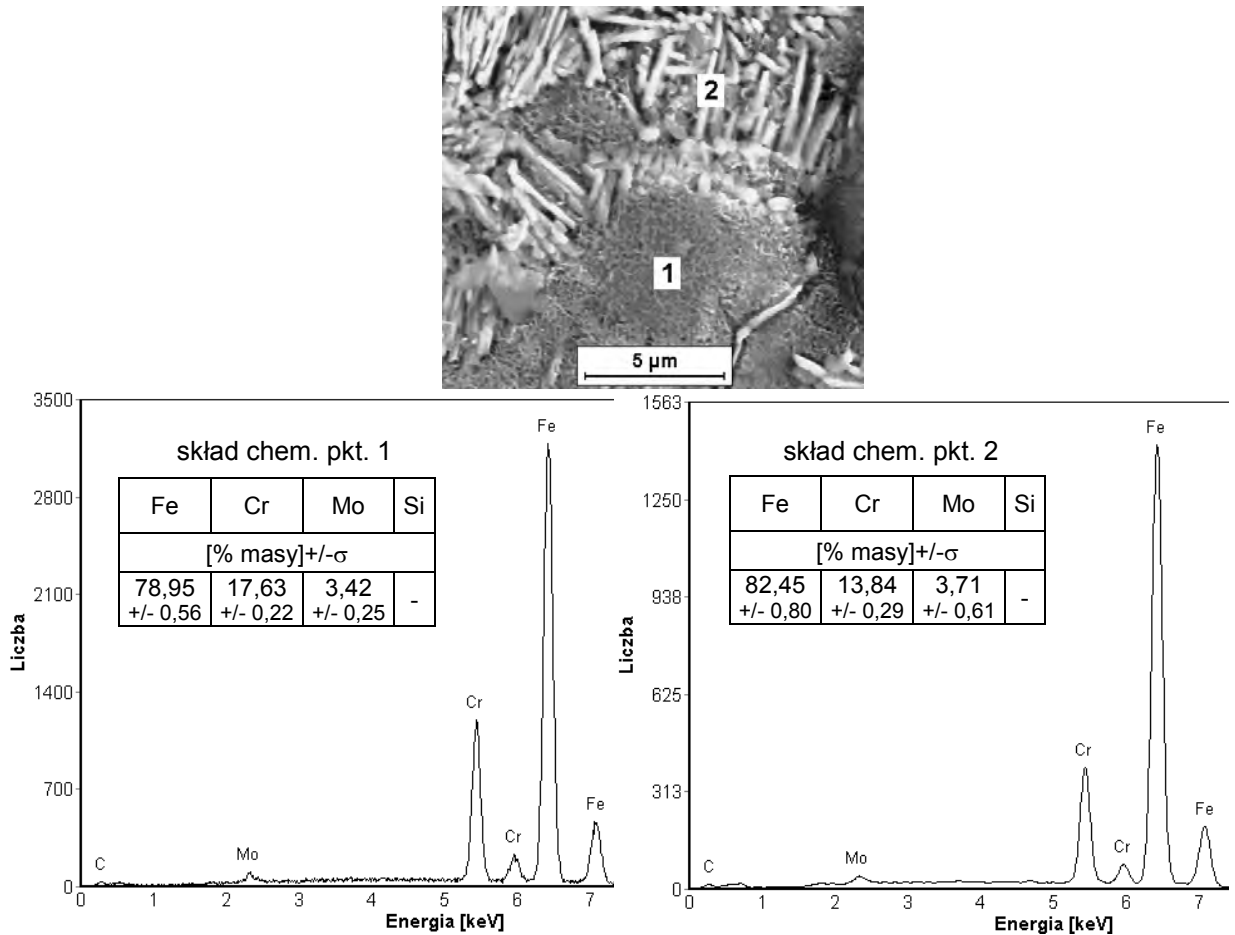 2
1
5 µm
3500
2800
2100
1400
700
0
Liczba
skład chem. pkt. 1
Fe Cr Mo Si
[% masy]+/-σ
78,95 17,63 3,42 -
+/- 0,56 +/- 0,22 +/- 0,25
C
Mo
Cr
Cr
Fe
Fe
0 1 2 3 4 5 6 7
Energia [keV]
1563
1250
938
625
313
0
Liczba
skład chem. pkt. 2
Fe Cr Mo Si
[% masy]+/-σ
82,45 13,84 3,71 -
+/- 0,80 +/- 0,29 +/- 0,61
C
Mo
Cr
Cr
Fe
Fe
0 1 2 3 4 5 6 7
Energia [keV]